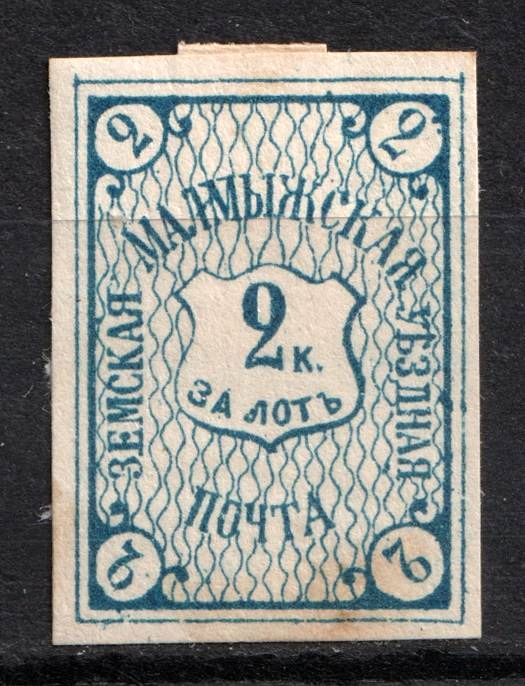 2 2
МАЛМЫЖСКАЯ
ЗЕМСКАЯ
УѢЗДНАЯ
2 к.
ЗА ЛОТЪ
ПОЧТА
2 2